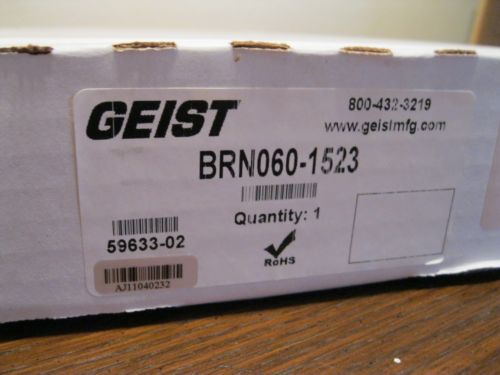 GEIST
800-432-3219
www.geistmfg.com
BRN060-1523
Quantity: 1
59633-02
RoHS
AJ11040232